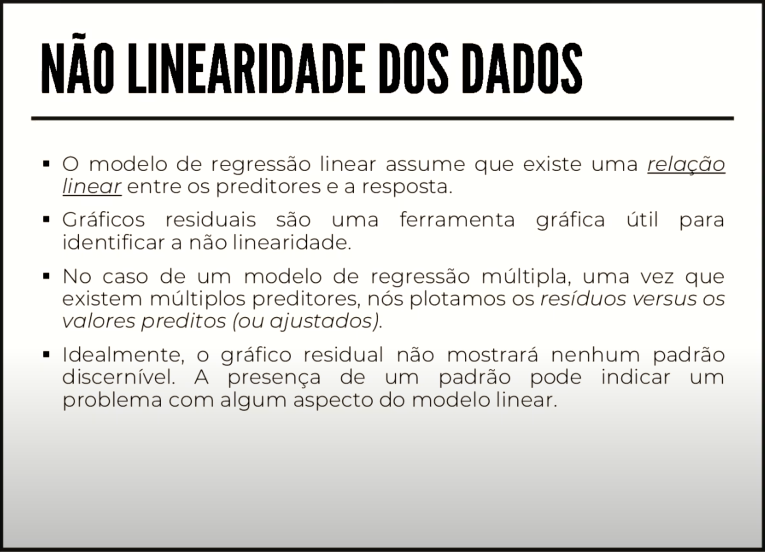 NÃO LINEARIDADE DOS DADOS
▪ O modelo de regressão linear assume que existe uma relação
linear entre os preditores e a resposta.
▪ Gráficos residuais são uma ferramenta gráfica útil para
identificar a não linearidade.
▪ No caso de um modelo de regressão múltipla, uma vez que
existem múltiplos preditores, nós plotamos os resíduos versus os
valores preditos (ou ajustados).
▪ Idealmente, o gráfico residual não mostrará nenhum padrão
discernível. A presença de um padrão pode indicar um
problema com algum aspecto do modelo linear.